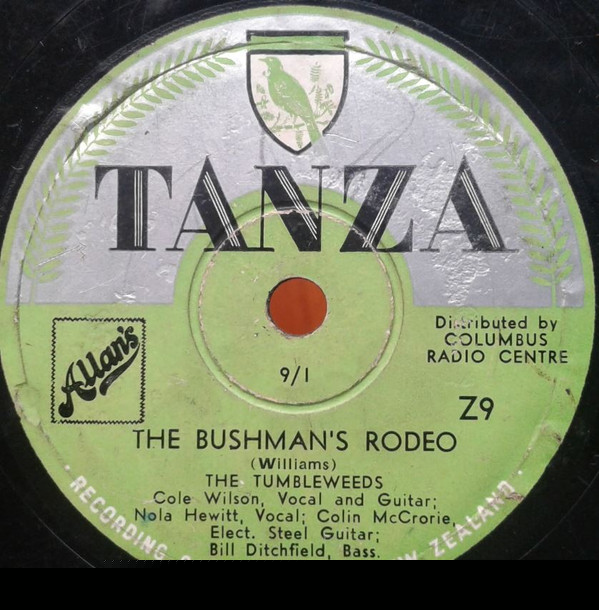 TANZA
Allan's
Distributed by
COLUMBUS
RADIO CENTRE
9/1
Z9
THE BUSHMAN'S RODEO
(Williams)
THE TUMBLEWEEDS
Cole Wilson, Vocal and Guitar;
Nola Hewitt, Vocal; Colin McCrorie,
Elect. Steel Guitar;
Bill Ditchfield, Bass.
· RECORDING
ZEALAND ·